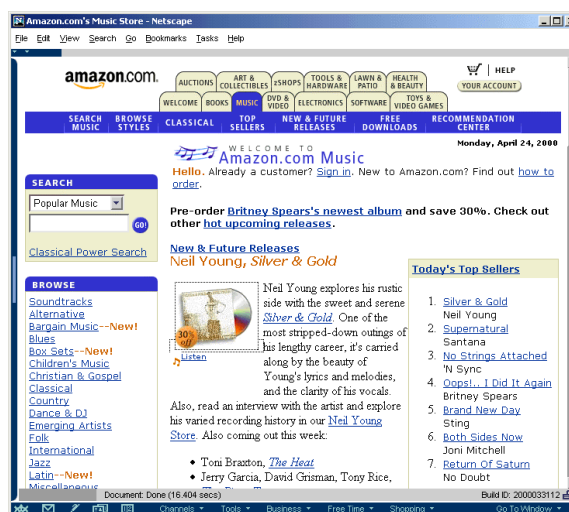 Amazon.com's Music Store - Netscape
File Edit View Search Go Bookmarks Tasks Help
amazon.com.
AUCTIONS ART & COLLECTIBLES zSHOPS TOOLS & HARDWARE LAWN & PATIO HEALTH & BEAUTY
HELP
YOUR ACCOUNT
WELCOME BOOKS MUSIC DVD & VIDEO ELECTRONICS SOFTWARE TOYS & VIDEO GAMES
SEARCH MUSIC BROWSE STYLES CLASSICAL TOP SELLERS NEW & FUTURE RELEASES FREE DOWNLOADS RECOMMENDATION CENTER
WELCOME TO
Amazon.com Music
Monday, April 24, 2000
Hello. Already a customer? Sign in. New to Amazon.com? Find out how to
order.
SEARCH
Popular Music
GO!
Classical Power Search
Pre-order Britney Spears's newest album and save 30%. Check out
other hot upcoming releases.
BROWSE
Soundtracks
Alternative
Bargain Music--New!
Blues
Box Sets--New!
Children's Music
Christian & Gospel
Classical
Country
Dance & DJ
Emerging Artists
Folk
International
Jazz
Latin--New!
Miscellaneous
New & Future Releases
Neil Young, Silver & Gold
30% off
Listen
Neil Young explores his rustic
side with the sweet and serene
Silver & Gold. One of the
most stripped-down outings of
his lengthy career, it's carried
along by the beauty of
Young's lyrics and melodies,
and the clarity of his vocals.
Also, read an interview with the artist and explore
his varied recording history in our Neil Young
Store. Also coming out this week:
• Toni Braxton, The Heat
• Jerry Garcia, David Grisman, Tony Rice,
Today's Top Sellers
1. Silver & Gold
Neil Young
2. Supernatural
Santana
3. No Strings Attached
'N Sync
4. Oops!.. I Did It Again
Britney Spears
5. Brand New Day
Sting
6. Both Sides Now
Joni Mitchell
7. Return Of Saturn
No Doubt
Document: Done (16.404 secs)
Build ID: 2000033112
Channels Tools Business Free Time Shopping Go To Window